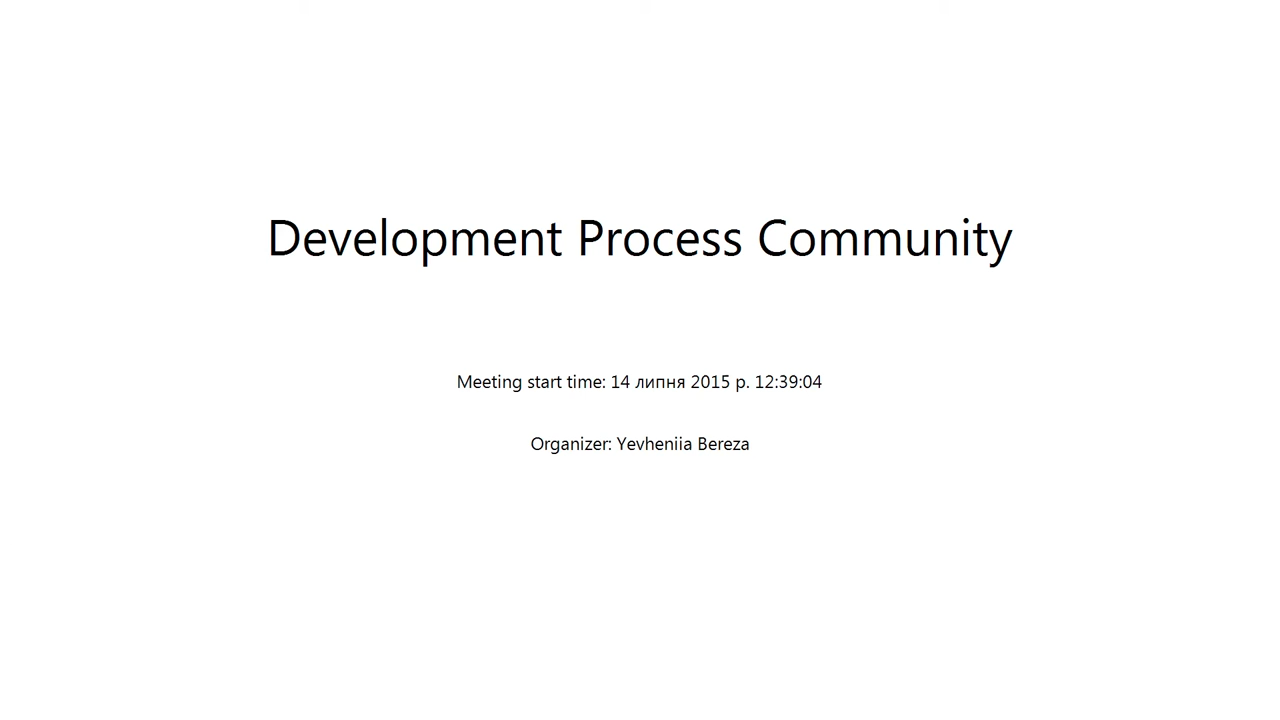 Development Process Community
Meeting start time: 14 липня 2015 р. 12:39:04
Organizer: Yevheniia Bereza